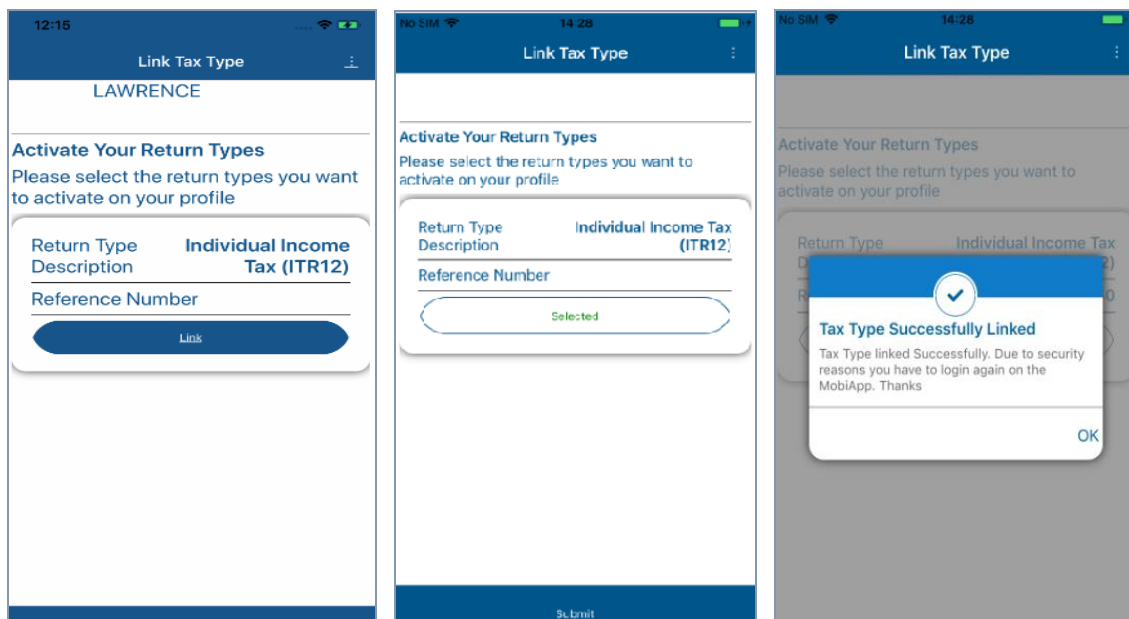 12:15
Link Tax Type
LAWRENCE
Activate Your Return Types
Please select the return types you want
to activate on your profile
Return Type
Description
Individual Income
Tax (ITR12)
Reference Number
Link
No SIM
14:28
Link Tax Type
Activate Your Return Types
Please select the return types you want to
activate on your profile
Return Type
Description
Individual Income Tax
(ITR12)
Reference Number
Selected
Submit
No SIM
14:28
Link Tax Type
Activate Your Return Types
Please select the return types you want to
activate on your profile
Return Type
Individual Income Tax
D
2)
R
0
Tax Type Successfully Linked
Tax Type linked Successfully. Due to security
reasons you have to login again on the
MobiApp. Thanks
OK